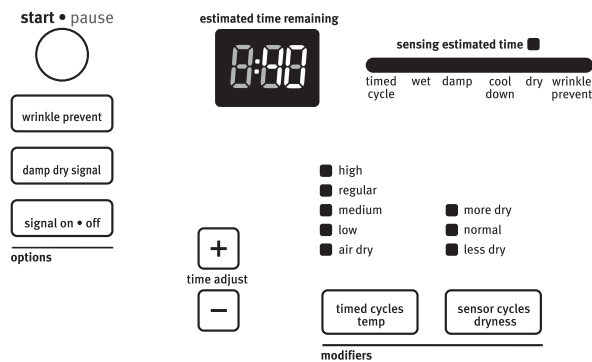 start • pause
wrinkle prevent
damp dry signal
signal on • off
options
estimated time remaining
:40
sensing estimated time
timed cycle
wet
damp
cool down
dry
wrinkle prevent
high
regular
medium
low
air dry
more dry
normal
less dry
+
time adjust
–
timed cycles
temp
sensor cycles
dryness
modifiers